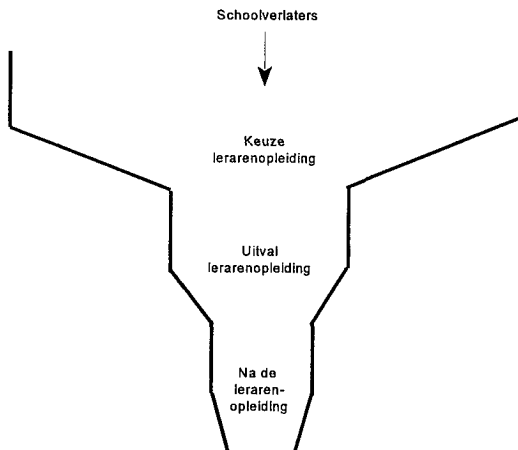 Schoolverlaters
Keuze
lerarenopleiding
Uitval
lerarenopleiding
Na de
leraren-
opleiding